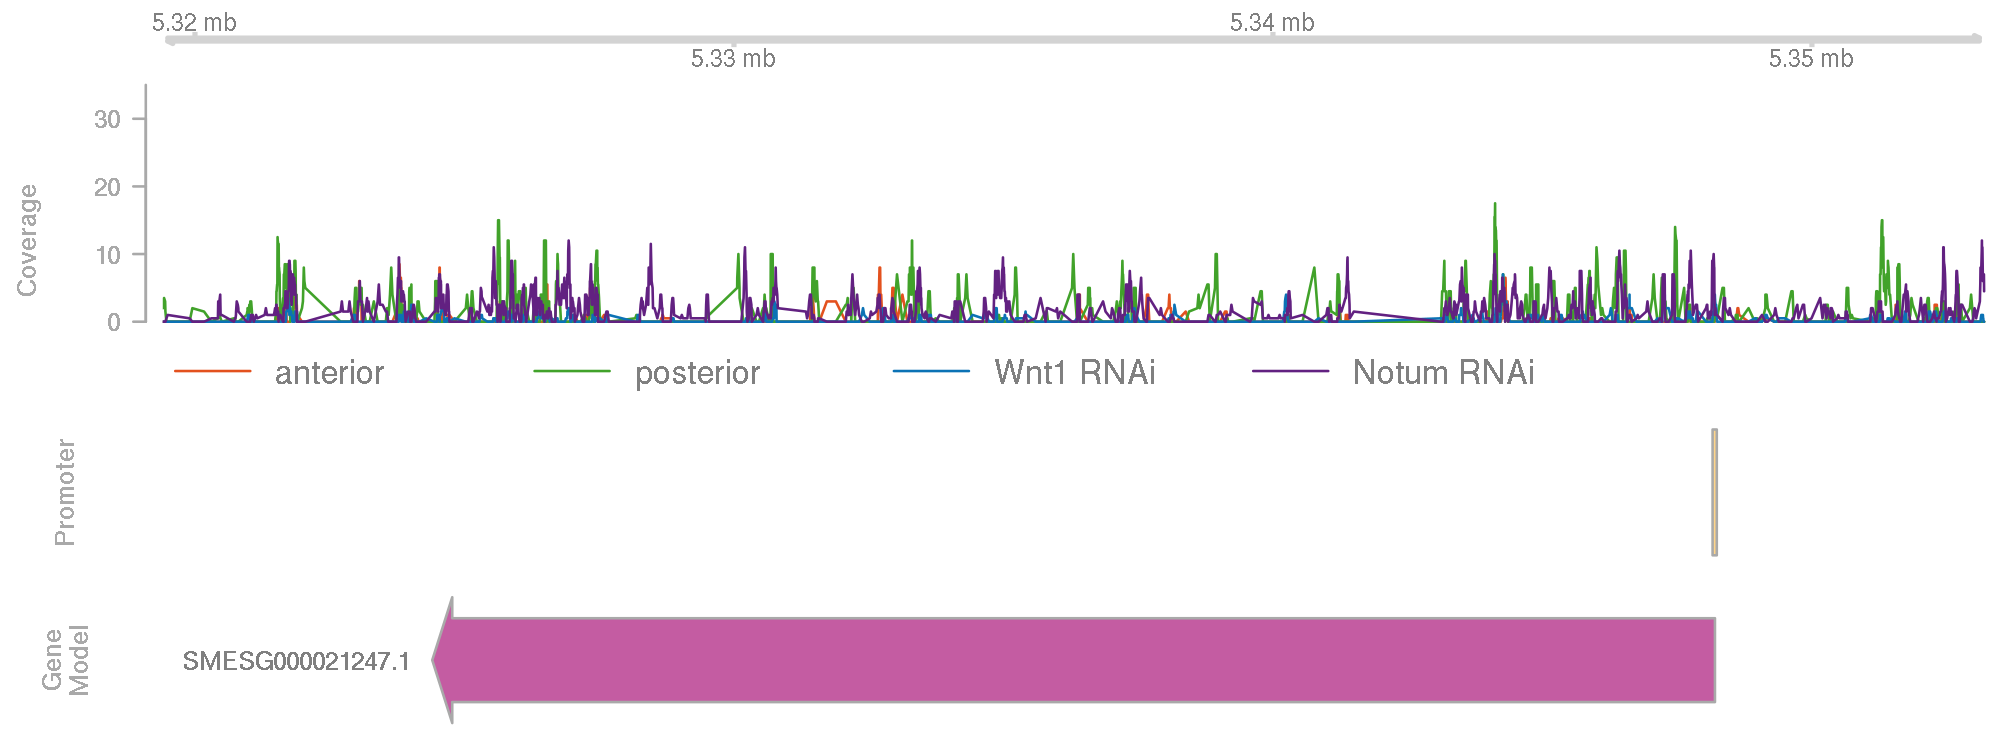 5.32 mb
5.34 mb
5.33 mb
5.35 mb
Coverage
30
20
10
0
anterior
posterior
Wnt1 RNAi
Notum RNAi
Promoter
Gene
Model
SMESG000021247.1